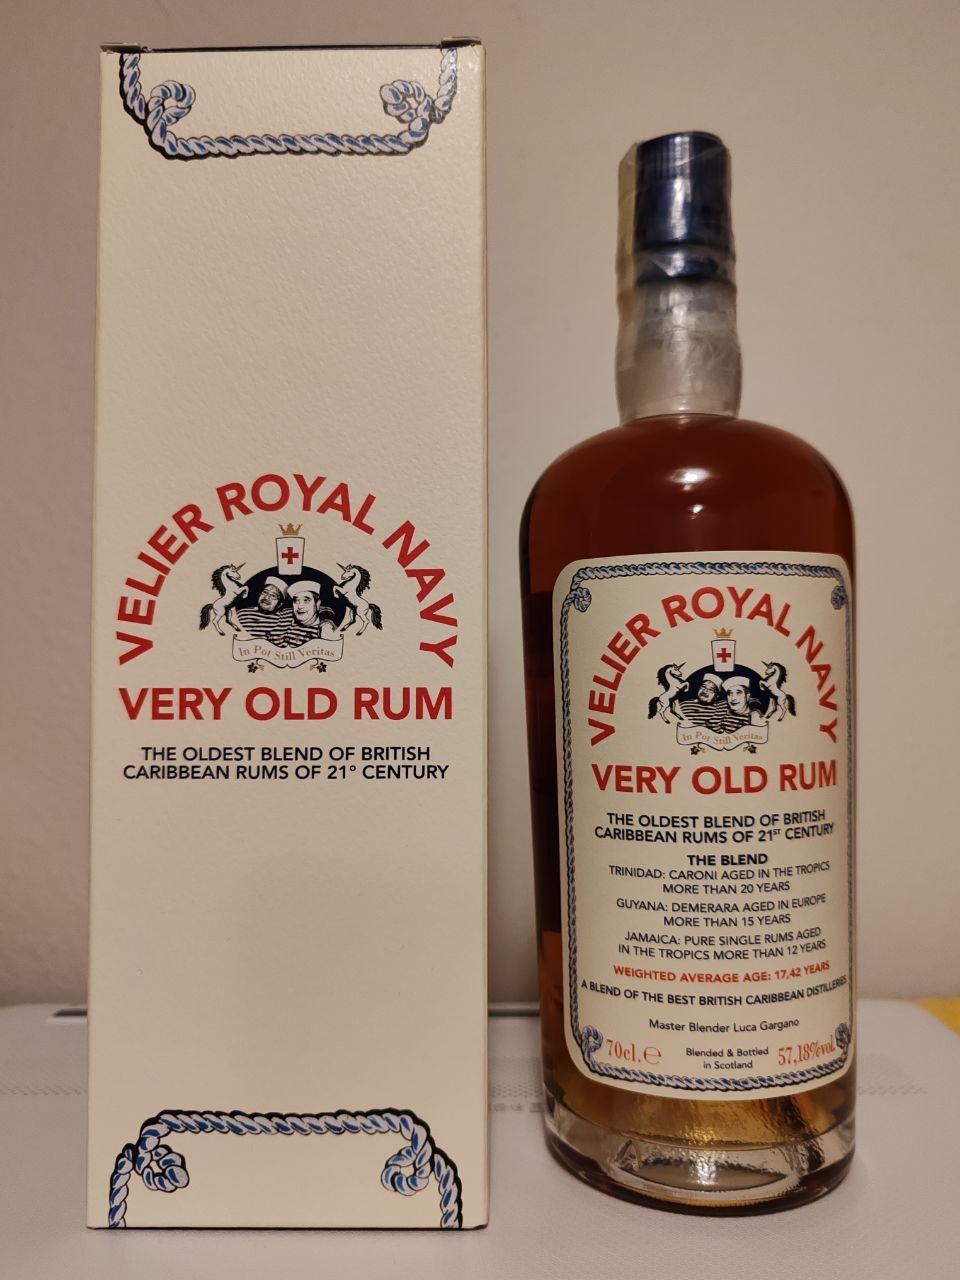 VELIER ROYAL NAVY
In Pot Still Veritas
VERY OLD RUM
THE OLDEST BLEND OF BRITISH
CARIBBEAN RUMS OF 21° CENTURY
VELIER ROYAL NAVY
In Pot Still Veritas
VERY OLD RUM
THE OLDEST BLEND OF BRITISH
CARIBBEAN RUMS OF 21ST CENTURY
THE BLEND
TRINIDAD: CARONI AGED IN THE TROPICS
MORE THAN 20 YEARS
GUYANA: DEMERARA AGED IN EUROPE
MORE THAN 15 YEARS
JAMAICA: PURE SINGLE RUMS AGED
IN THE TROPICS MORE THAN 12 YEARS
WEIGHTED AVERAGE AGE: 17,42 YEARS
A BLEND OF THE BEST BRITISH CARIBBEAN DISTILLERIES
Master Blender Luca Gargano
70cl. ℮ Blended & Bottled 57,18%vol.
in Scotland